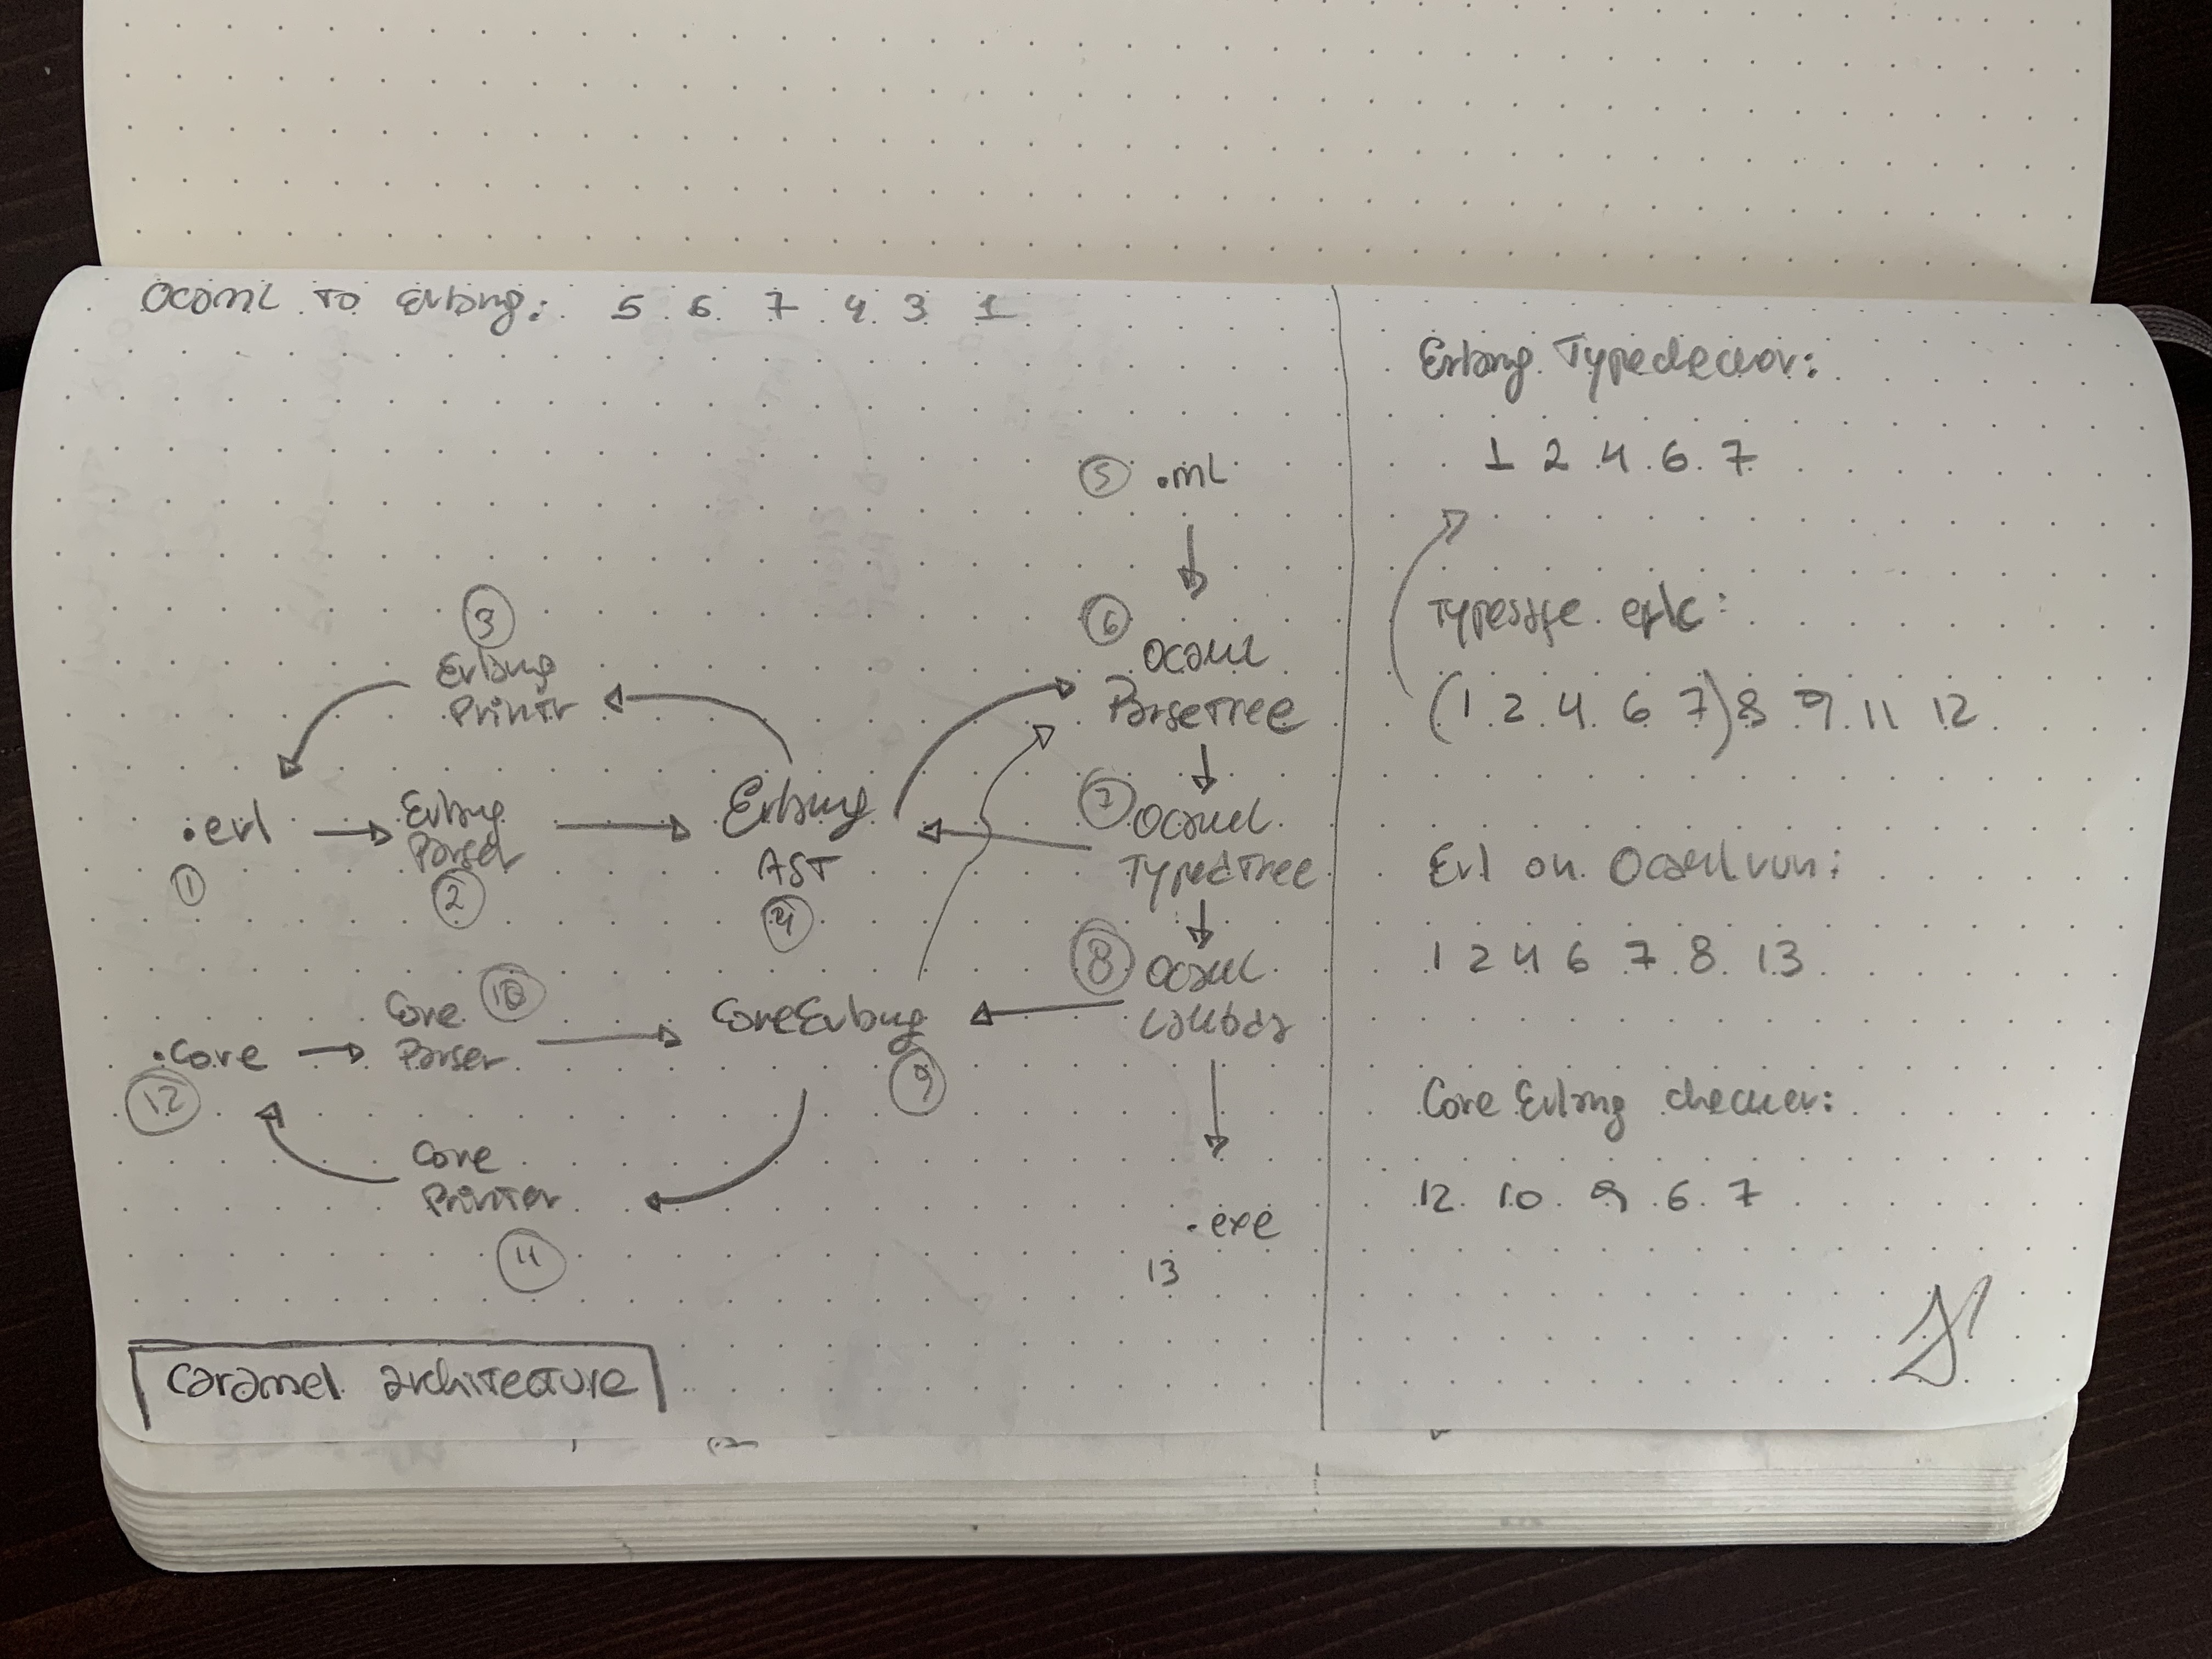 Ocaml to Erlang: 5 6 7 4 3 1
5 .ml
6
Ocaml
ParseTree
3
Erlang
Printr
.erl
1
Erlang
Parser
2
Erlang
AST
4
7 Ocaml
TypedTree
8 Ocaml
Lambda
.core
12
Core 10
Parser
CoreErlang
9
Core
Printer
11
.exe
13
Caramel architecture
Erlang Typechecker:
1 2 4 6 7
Typesafe erlc:
(1 2 4 6 7) 8 9 11 12
Erl on Ocamlrun:
1 2 4 6 7 8 13
Core Erlang checker:
12 10 9 6 7